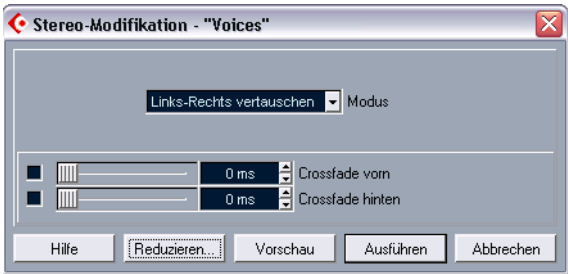 Stereo-Modifikation - "Voices"
Links-Rechts vertauschen Modus
0 ms Crossfade vorn
0 ms Crossfade hinten
Hilfe Reduzieren... Vorschau Ausführen Abbrechen